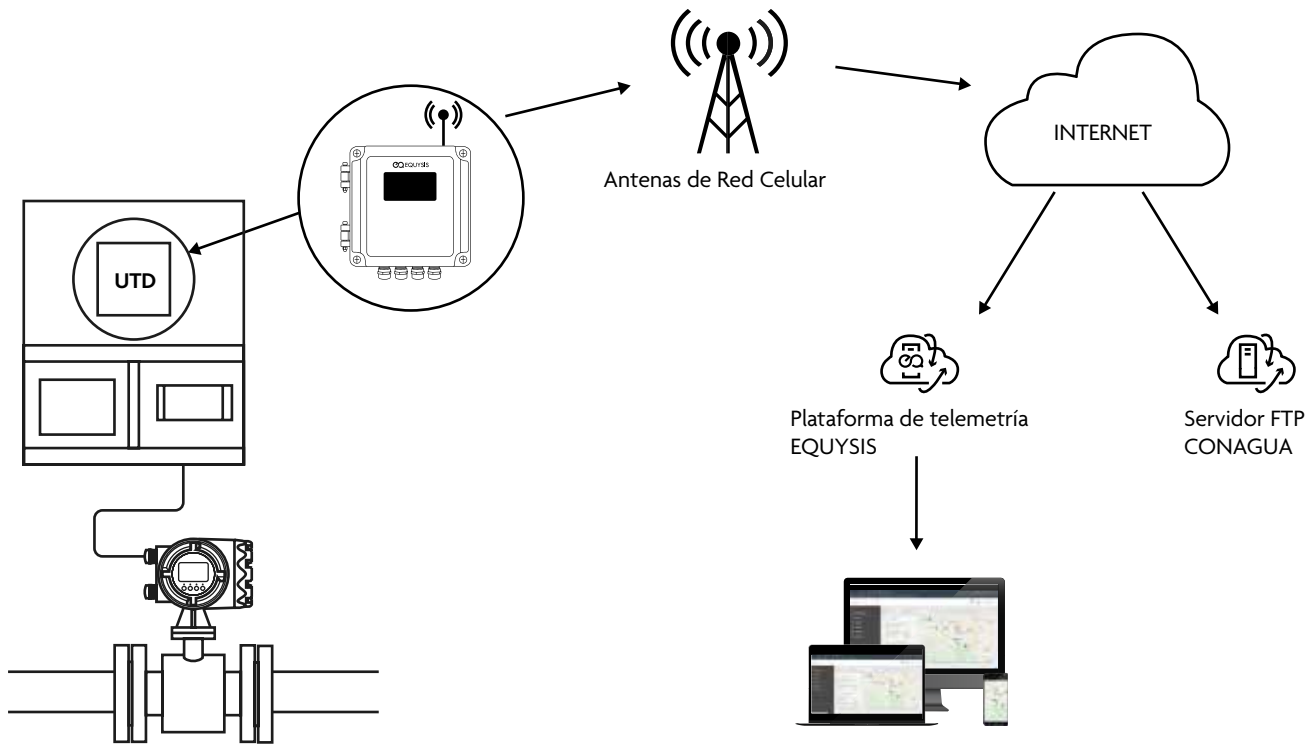 EQUYSIS
INTERNET
Antenas de Red Celular
UTD
Plataforma de telemetría
EQUYSIS
Servidor FTP
CONAGUA